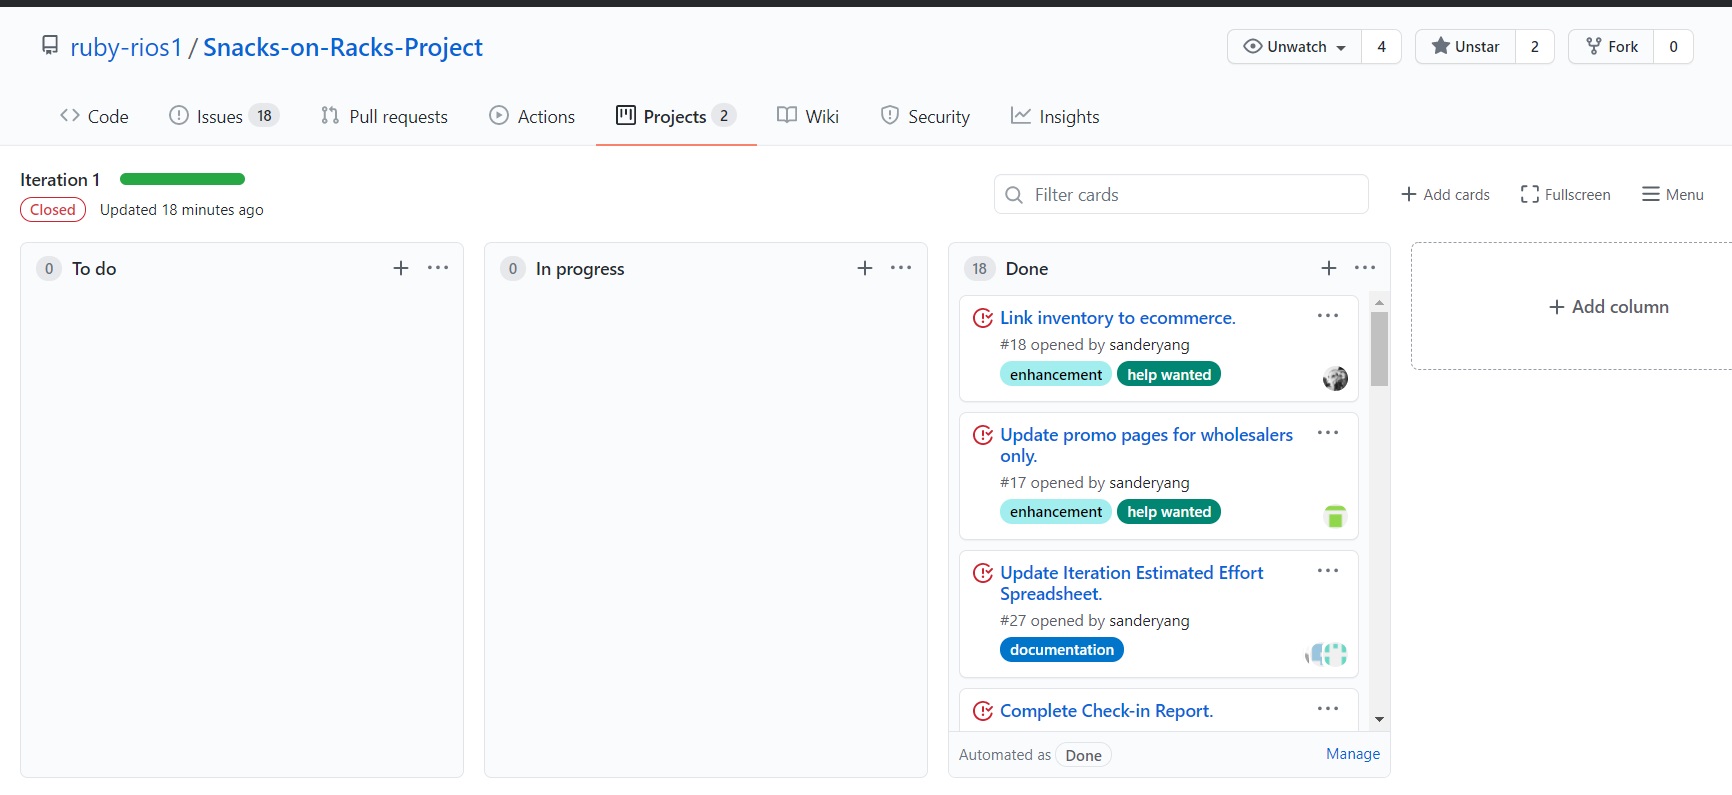 ruby-rios1 / Snacks-on-Racks-Project
Unwatch 4 Unstar 2 Fork 0
Code Issues 18 Pull requests Actions Projects 2 Wiki Security Insights
Iteration 1
Closed Updated 18 minutes ago
Filter cards Add cards Fullscreen Menu
0 To do
0 In progress
18 Done
Link inventory to ecommerce.
#18 opened by sanderyang
enhancement help wanted
Update promo pages for wholesalers
only.
#17 opened by sanderyang
enhancement help wanted
Update Iteration Estimated Effort
Spreadsheet.
#27 opened by sanderyang
documentation
Complete Check-in Report.
Automated as Done Manage
Add column